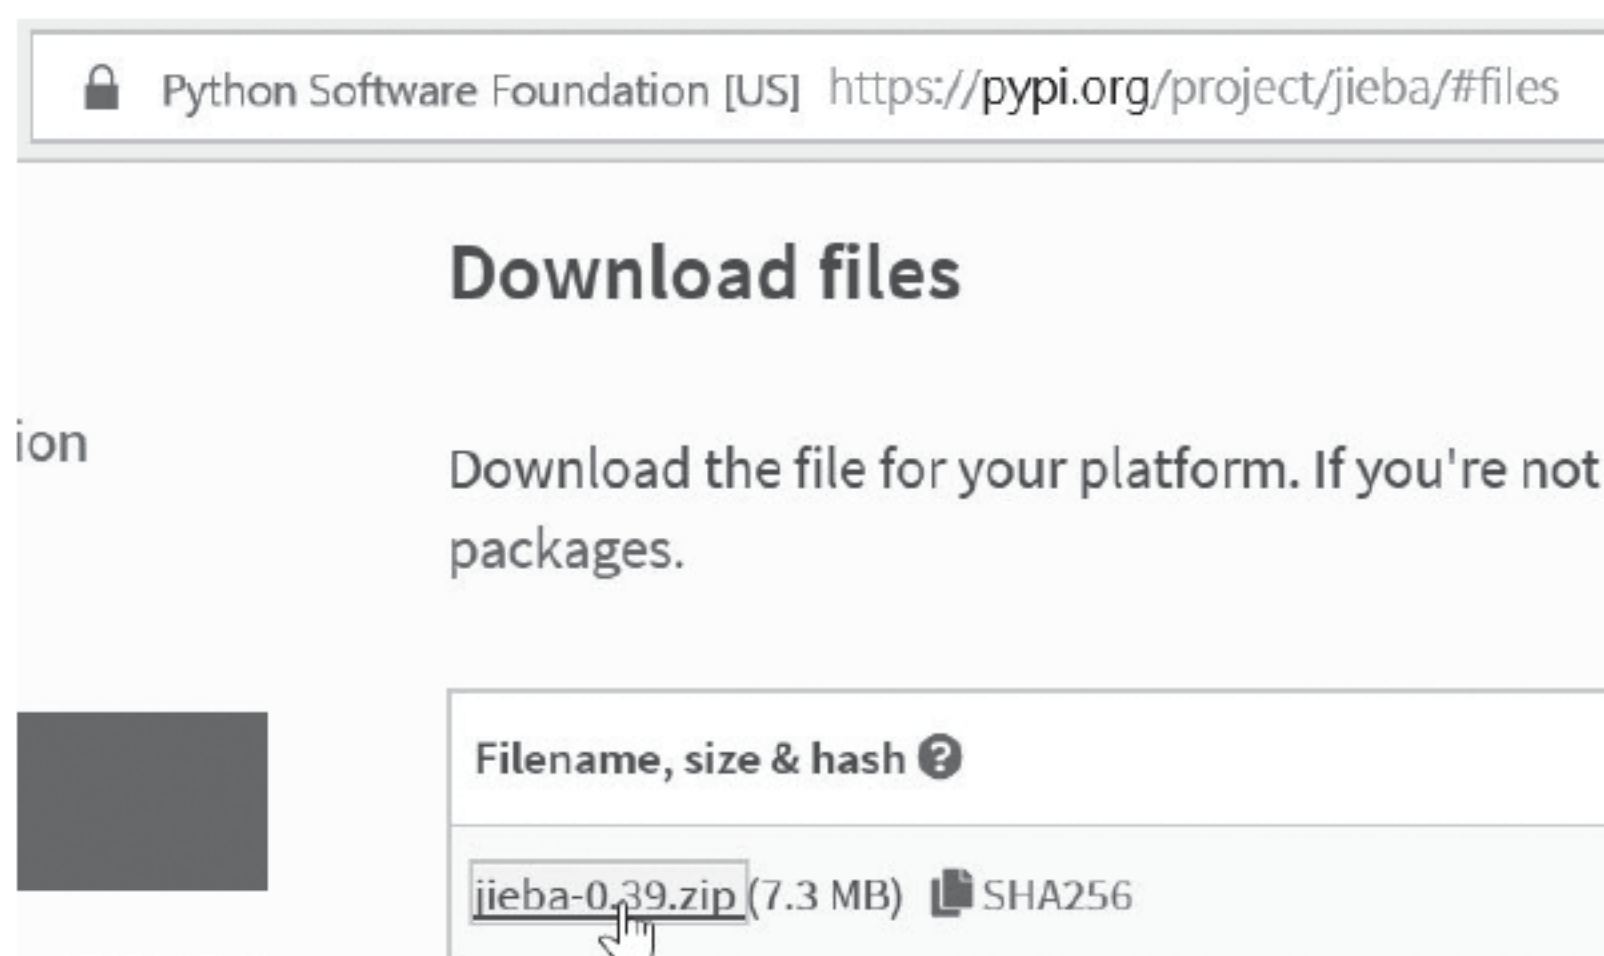 Python Software Foundation [US] https://pypi.org/project/jieba/#files
Download files
ion
Download the file for your platform. If you're not
packages.
Filename, size & hash ?
jieba-0.39.zip (7.3 MB) SHA256